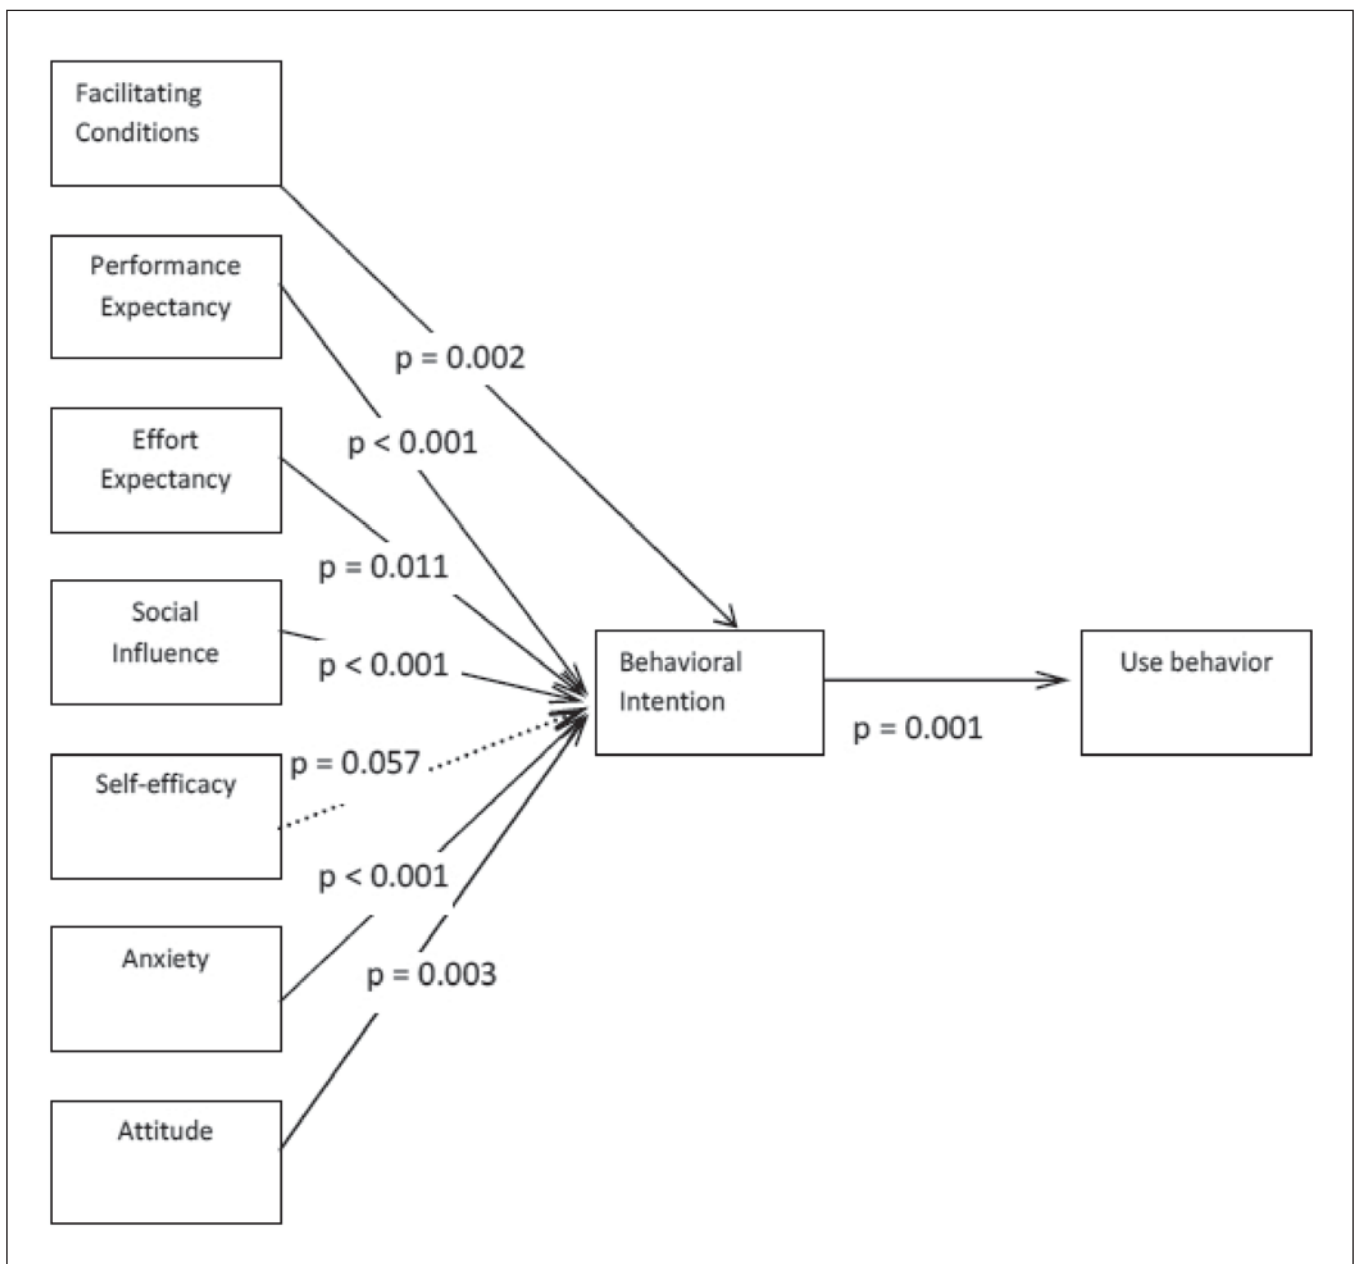 Facilitating
Conditions
Performance
Expectancy
p = 0.002
Effort
Expectancy
p < 0.001
p = 0.011
Social
Influence
p < 0.001
Behavioral
Intention
Use behavior
p = 0.001
Self-efficacy
p = 0.057
p < 0.001
Anxiety
p = 0.003
Attitude